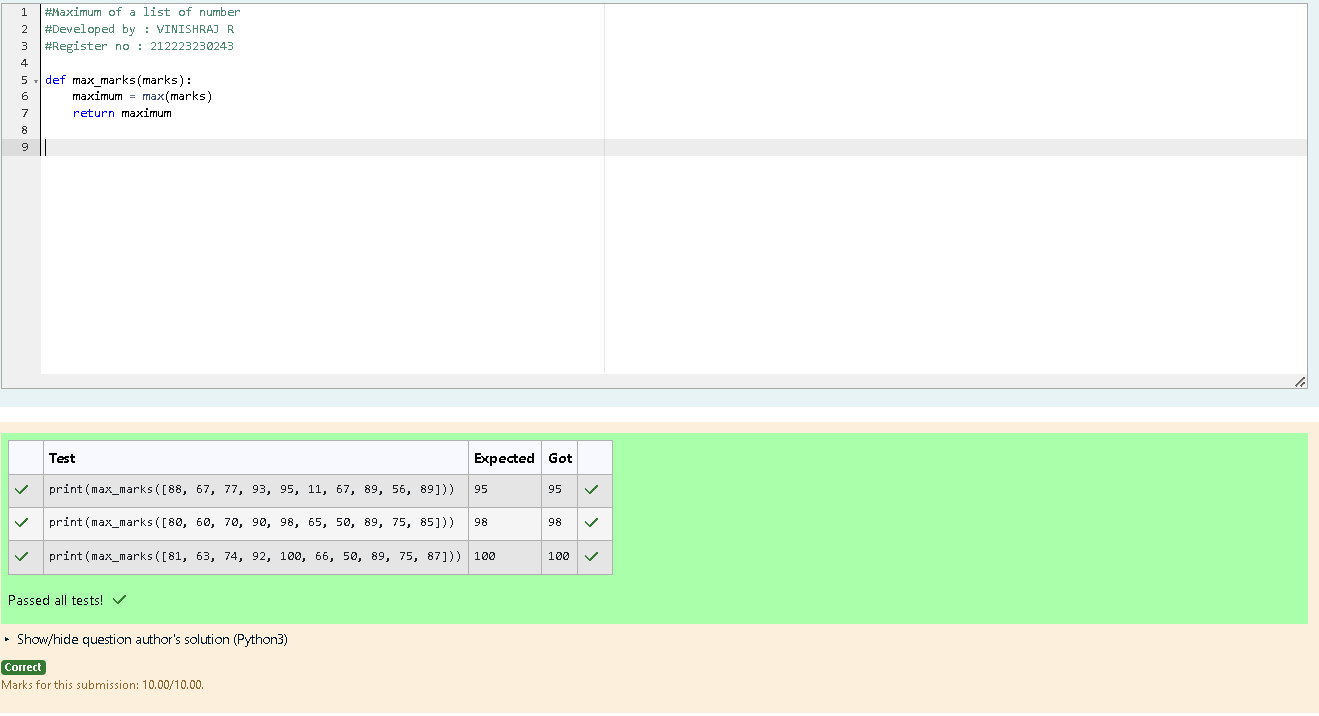 1 #Maximum of a list of number
2 #Developed by : VINISHRAJ R
3 #Register no : 212223230243
4
5 def max_marks(marks):
6     maximum = max(marks)
7     return maximum
8
9
Test Expected Got
print(max_marks([88, 67, 77, 93, 95, 11, 67, 89, 56, 89])) 95 95
print(max_marks([80, 60, 70, 90, 98, 65, 50, 89, 75, 85])) 98 98
print(max_marks([81, 63, 74, 92, 100, 66, 50, 89, 75, 87])) 100 100
Passed all tests!
Show/hide question author's solution (Python3)
Correct
Marks for this submission: 10.00/10.00.